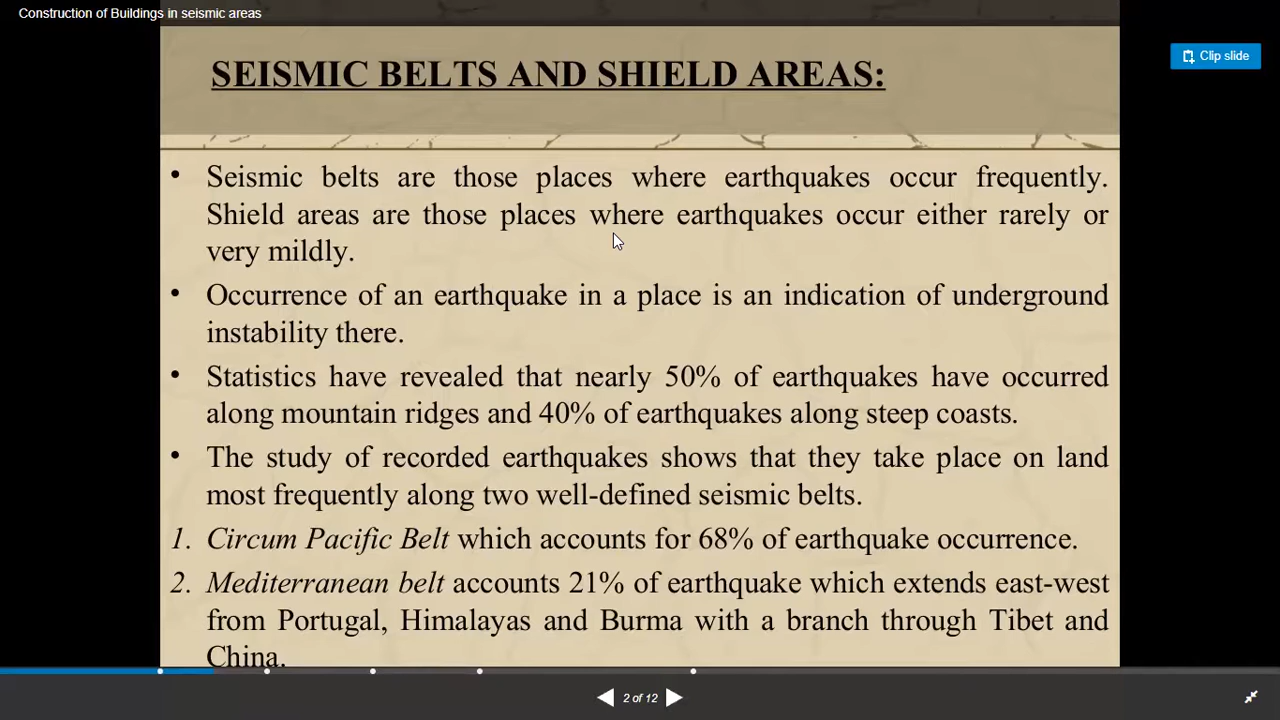 Construction of Buildings in seismic areas
Clip slide
SEISMIC BELTS AND SHIELD AREAS:
• Seismic belts are those places where earthquakes occur frequently.
Shield areas are those places where earthquakes occur either rarely or
very mildly.
• Occurrence of an earthquake in a place is an indication of underground
instability there.
• Statistics have revealed that nearly 50% of earthquakes have occurred
along mountain ridges and 40% of earthquakes along steep coasts.
• The study of recorded earthquakes shows that they take place on land
most frequently along two well-defined seismic belts.
1. Circum Pacific Belt which accounts for 68% of earthquake occurrence.
2. Mediterranean belt accounts 21% of earthquake which extends east-west
from Portugal, Himalayas and Burma with a branch through Tibet and
China.
2 of 12